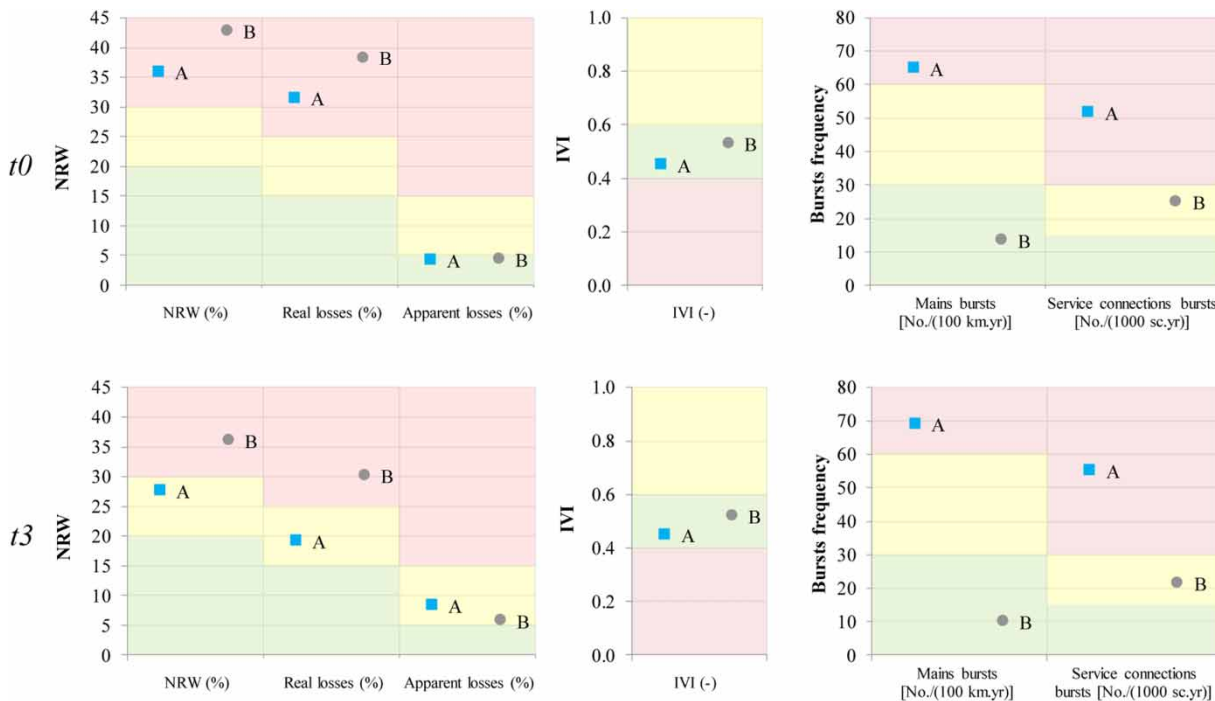 t0
NRW
45
40
35
30
25
20
15
10
5
0
A
B
A
B
A
B
NRW (%)
Real losses (%)
Apparent losses (%)
IVI
1.0
0.8
0.6
0.4
0.2
0.0
A
B
IVI (-)
Bursts frequency
80
70
60
50
40
30
20
10
0
A
B
A
B
Mains bursts
[No./(100 km.yr)]
Service connections bursts
[No./(1000 sc.yr)]
t3
NRW
45
40
35
30
25
20
15
10
5
0
A
B
A
B
A
B
NRW (%)
Real losses (%)
Apparent losses (%)
IVI
1.0
0.8
0.6
0.4
0.2
0.0
A
B
IVI (-)
Bursts frequency
80
70
60
50
40
30
20
10
0
A
B
A
B
Mains bursts
[No./(100 km.yr)]
Service connections
bursts [No./(1000 sc.yr)]